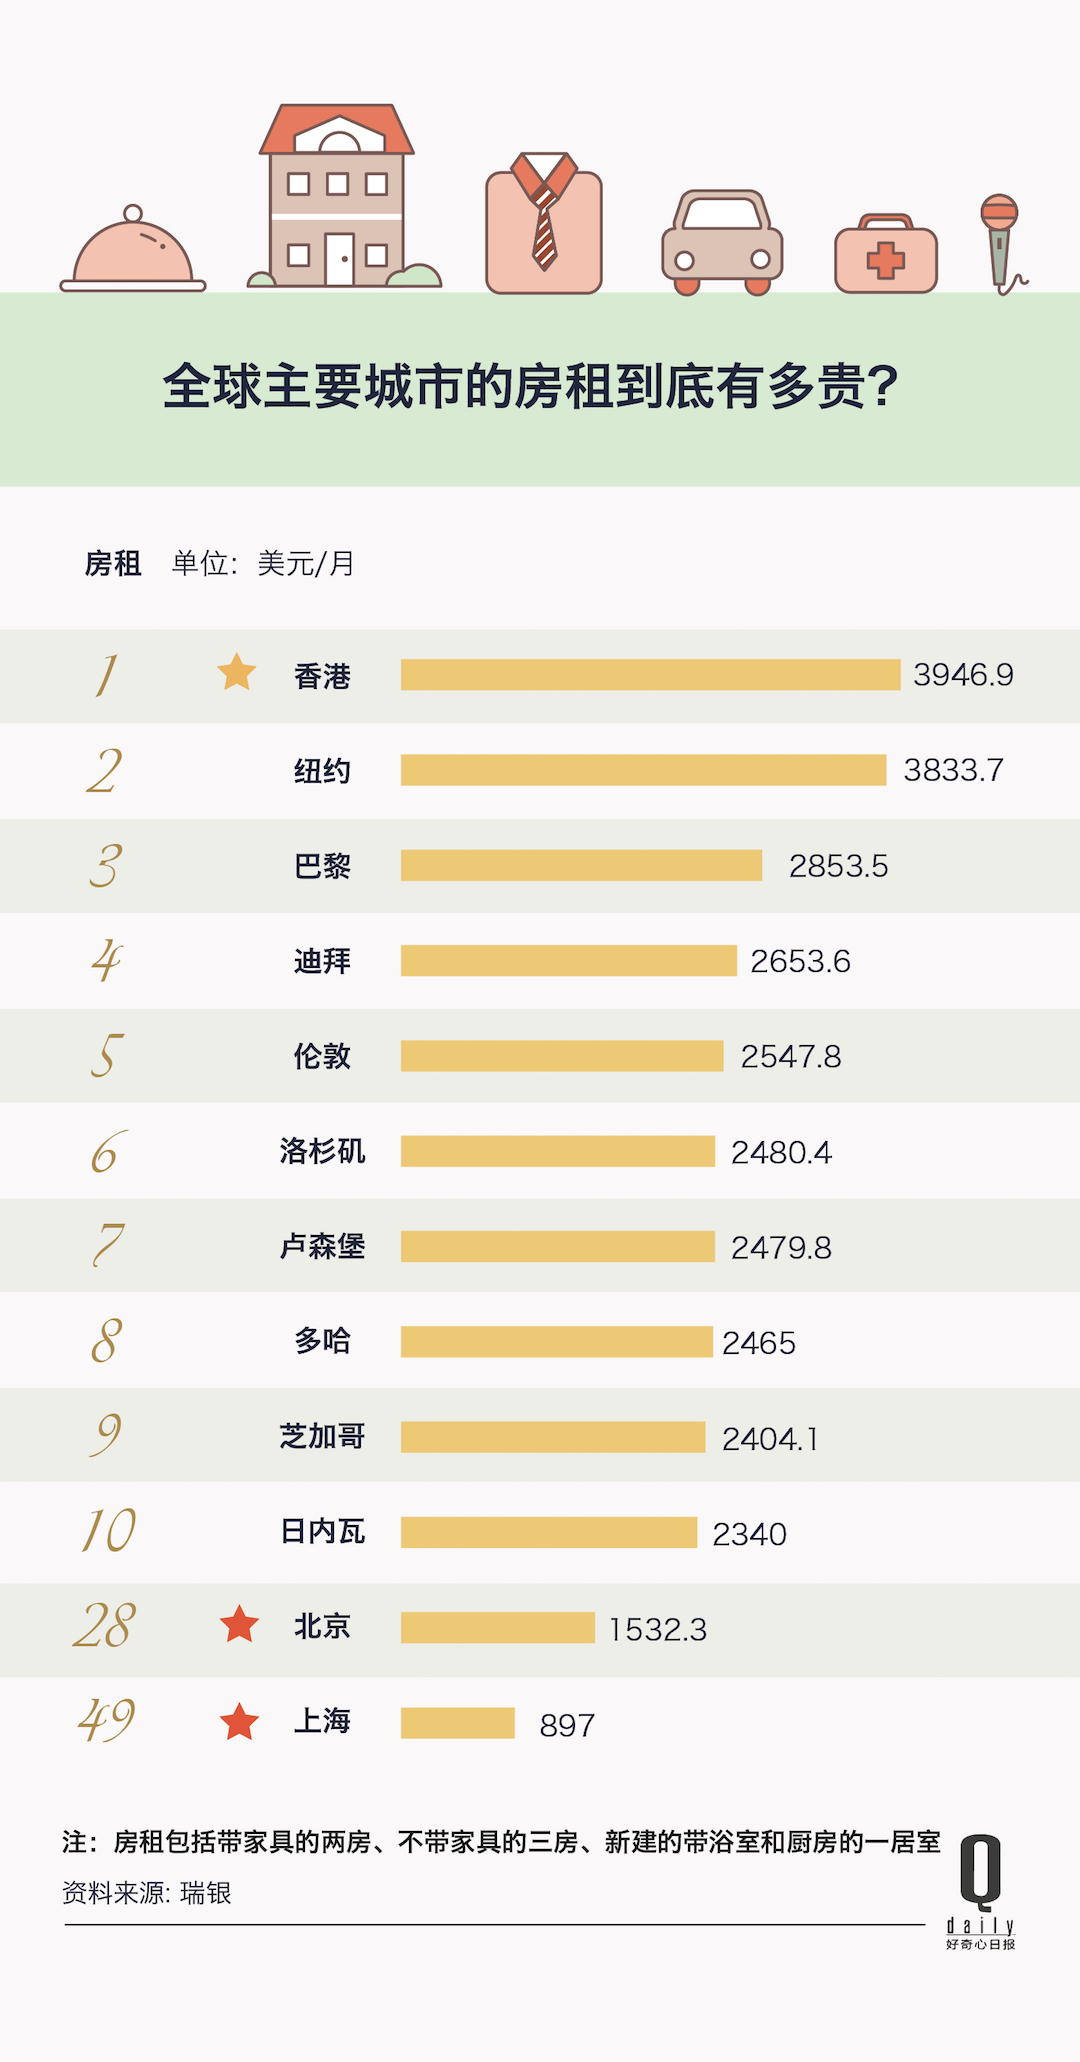 全球主要城市的房租到底有多贵?
房租 单位：美元/月
1 香港 3946.9
2 纽约 3833.7
3 巴黎 2853.5
4 迪拜 2653.6
5 伦敦 2547.8
6 洛杉矶 2480.4
7 卢森堡 2479.8
8 多哈 2465
9 芝加哥 2404.1
10 日内瓦 2340
28 北京 1532.3
49 上海 897
注：房租包括带家具的两房、不带家具的三房、新建的带浴室和厨房的一居室
资料来源: 瑞银
Q
daily
好奇心日报